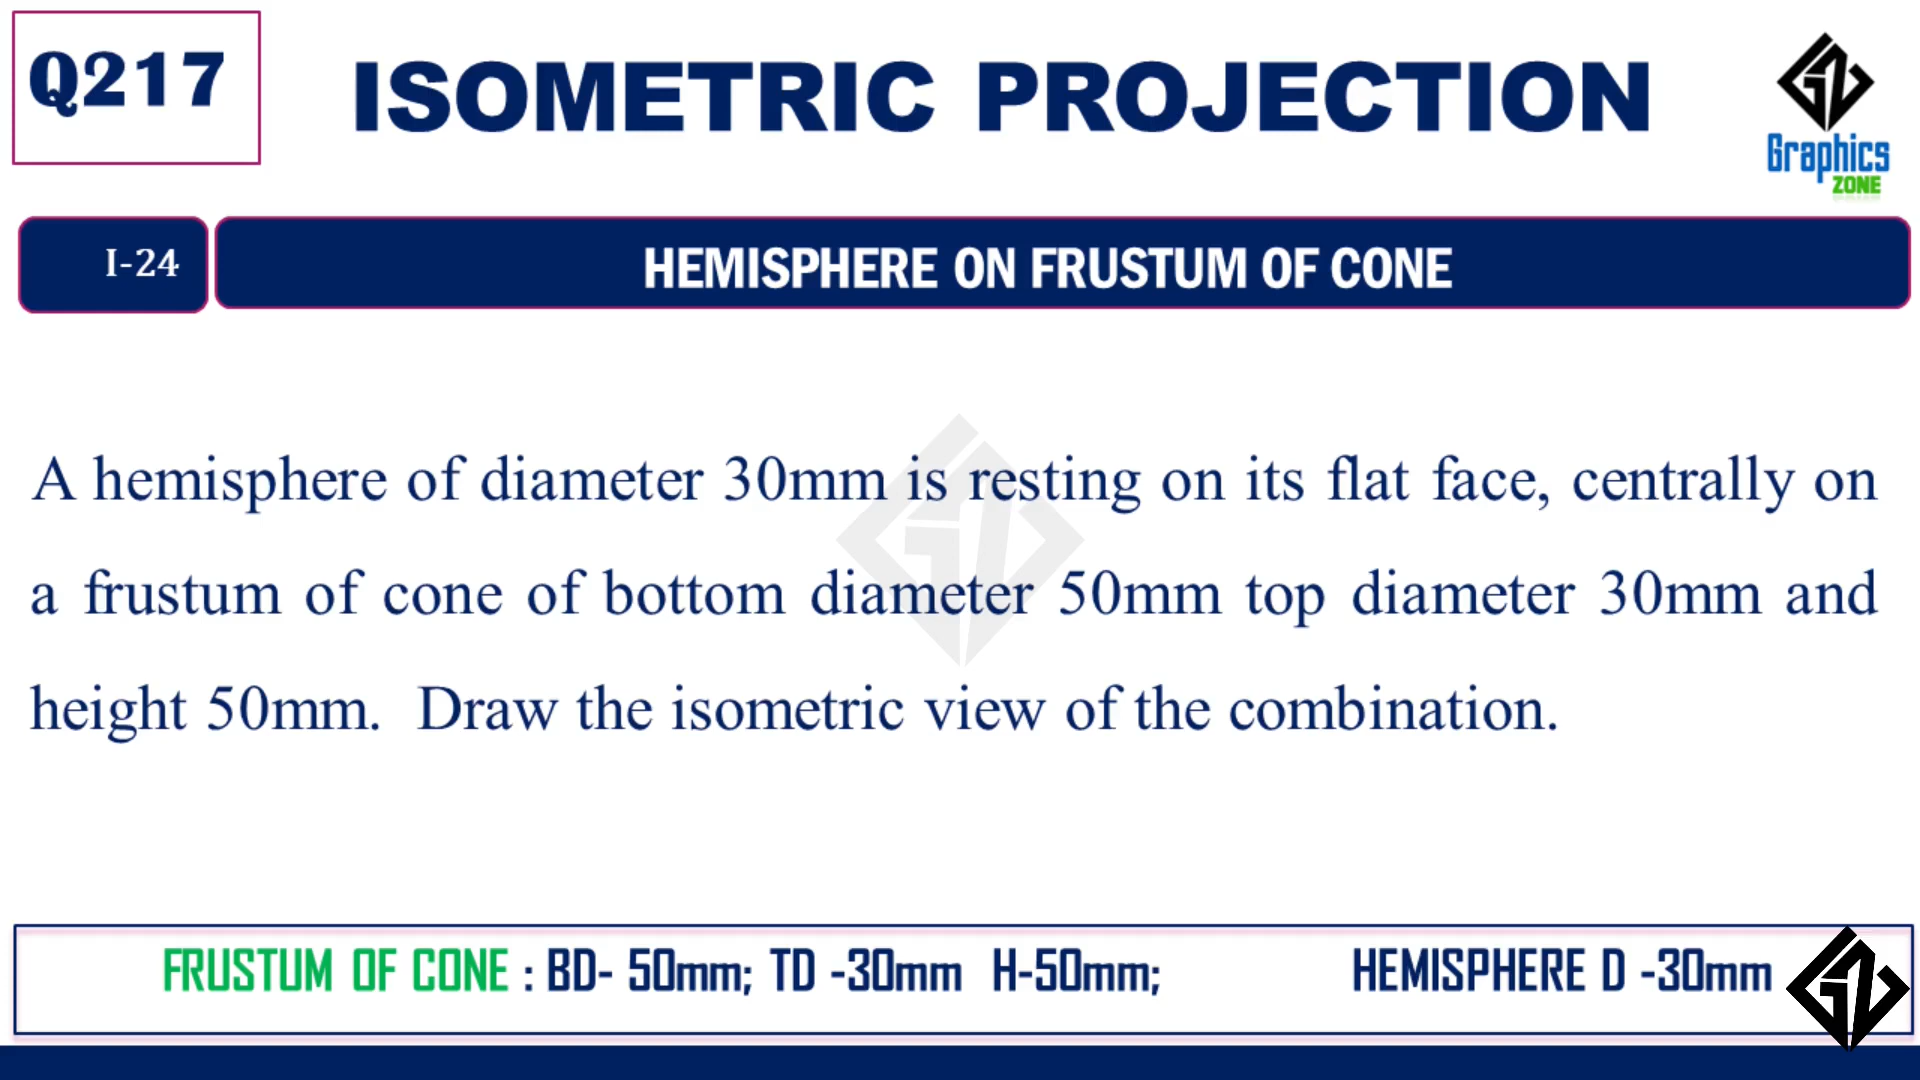 Q217
ISOMETRIC PROJECTION
Graphics
ZONE
I-24
HEMISPHERE ON FRUSTUM OF CONE
A hemisphere of diameter 30mm is resting on its flat face, centrally on
a frustum of cone of bottom diameter 50mm top diameter 30mm and
height 50mm. Draw the isometric view of the combination.
FRUSTUM OF CONE : BD- 50mm; TD -30mm H-50mm; HEMISPHERE D -30mm